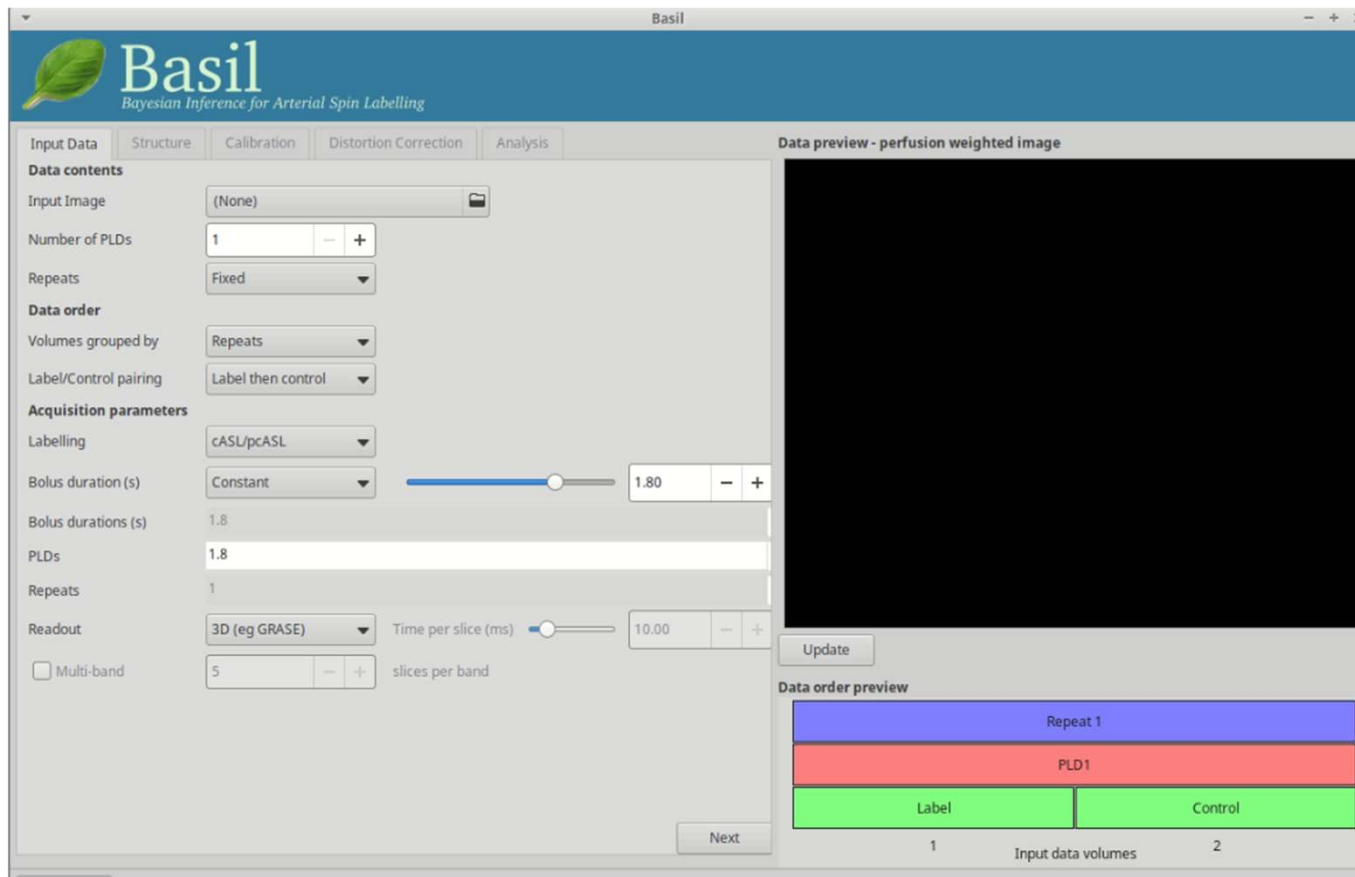 Basil
Basil
Bayesian Inference for Arterial Spin Labelling
Input Data Structure Calibration Distortion Correction Analysis
Data contents
Input Image (None)
Number of PLDs 1 − +
Repeats Fixed
Data order
Volumes grouped by Repeats
Label/Control pairing Label then control
Acquisition parameters
Labelling cASL/pcASL
Bolus duration (s) Constant 1.80 − +
Bolus durations (s) 1.8
PLDs 1.8
Repeats 1
Readout 3D (eg GRASE) Time per slice (ms) 10.00 − +
Multi-band 5 − + slices per band
Next
Data preview - perfusion weighted image
Update
Data order preview
Repeat 1
PLD1
Label Control
1 2
Input data volumes